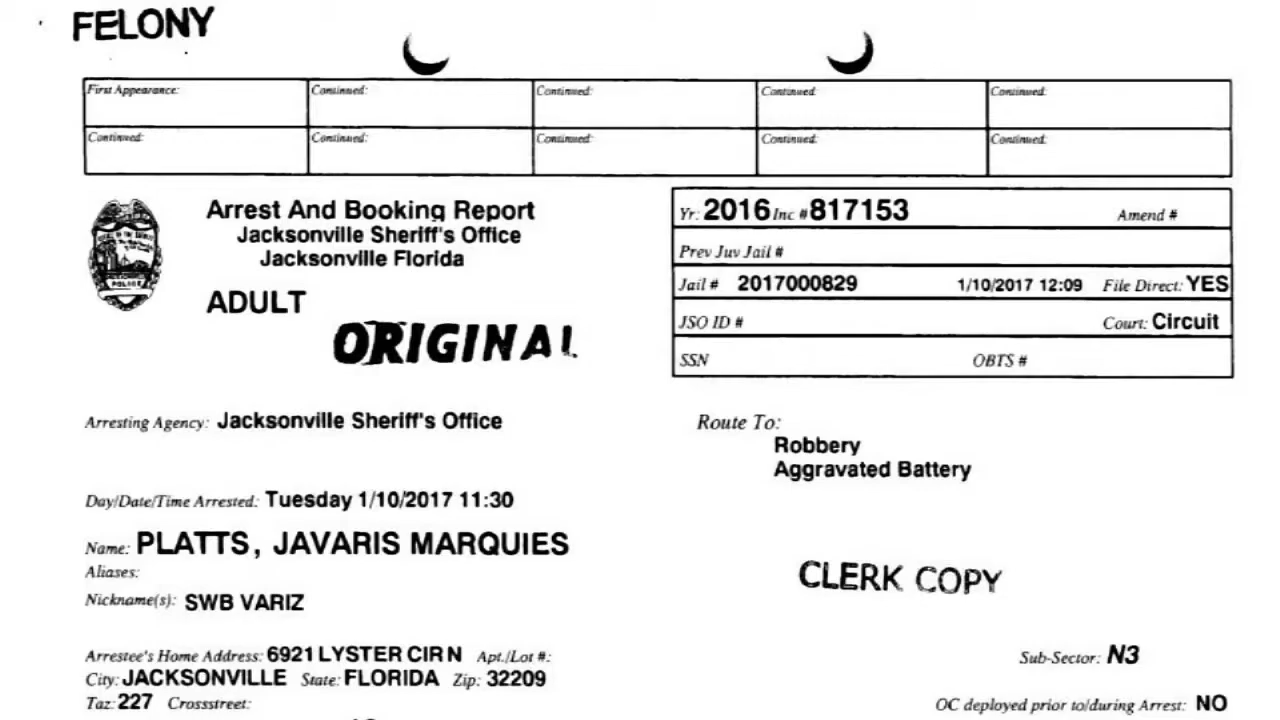 FELONY
First Appearance: Continued: Continued: Continued: Continued:
Continued: Continued: Continued: Continued: Continued:
Arrest And Booking Report
Jacksonville Sheriff's Office
Jacksonville Florida
ADULT
ORIGINAL
POLICE
Yr: 2016 Inc # 817153 Amend #
Prev Juv Jail #
Jail # 2017000829 1/10/2017 12:09 File Direct: YES
JSO ID # Court: Circuit
SSN OBTS #
Arresting Agency: Jacksonville Sheriff's Office
Route To:
Robbery
Aggravated Battery
Day/Date/Time Arrested: Tuesday 1/10/2017 11:30
Name: PLATTS, JAVARIS MARQUIES
Aliases:
Nickname(s): SWB VARIZ
CLERK COPY
Arrestee's Home Address: 6921 LYSTER CIR N Apt./Lot #:
Sub-Sector: N3
City: JACKSONVILLE State: FLORIDA Zip: 32209
Taz: 227 Crossstreet:
OC deployed prior to/during Arrest: NO